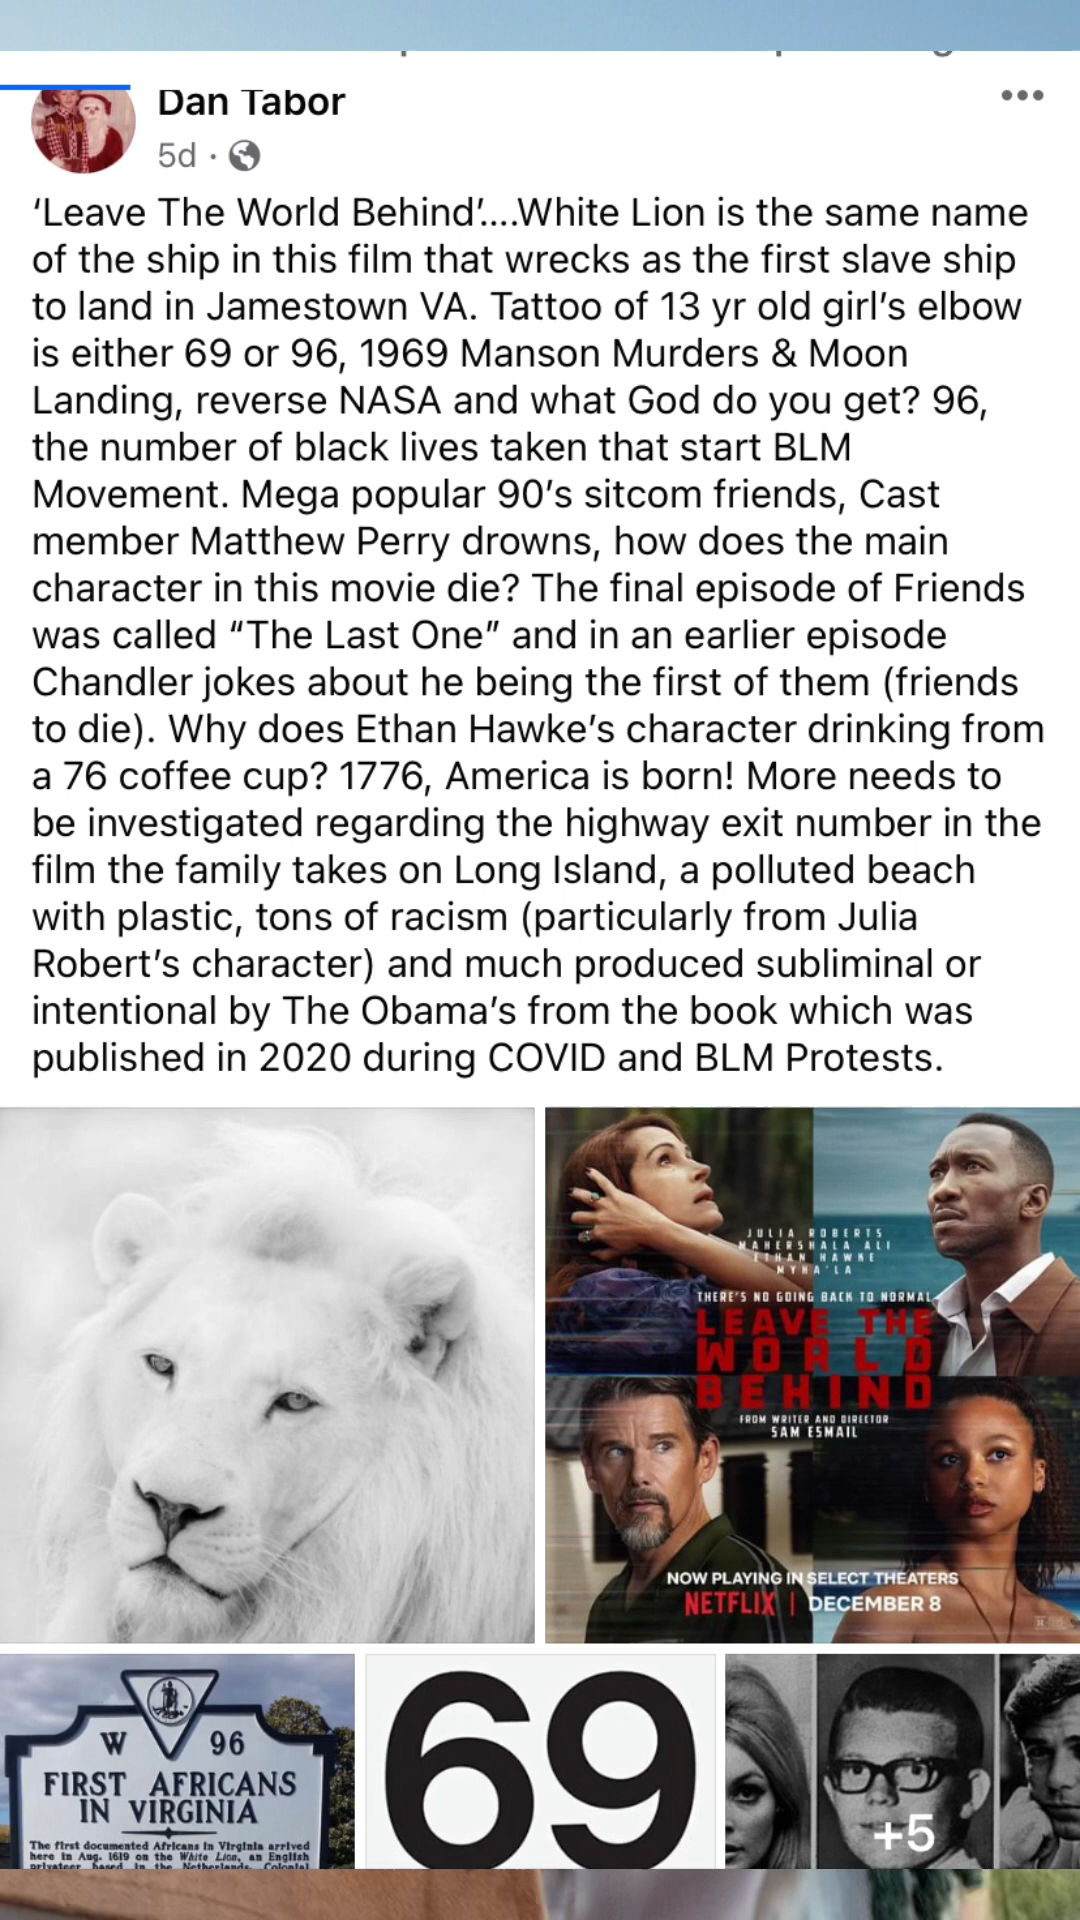 Dan Tabor
5d ·
‘Leave The World Behind’....White Lion is the same name
of the ship in this film that wrecks as the first slave ship
to land in Jamestown VA. Tattoo of 13 yr old girl’s elbow
is either 69 or 96, 1969 Manson Murders & Moon
Landing, reverse NASA and what God do you get? 96,
the number of black lives taken that start BLM
Movement. Mega popular 90’s sitcom friends, Cast
member Matthew Perry drowns, how does the main
character in this movie die? The final episode of Friends
was called “The Last One” and in an earlier episode
Chandler jokes about he being the first of them (friends
to die). Why does Ethan Hawke’s character drinking from
a 76 coffee cup? 1776, America is born! More needs to
be investigated regarding the highway exit number in the
film the family takes on Long Island, a polluted beach
with plastic, tons of racism (particularly from Julia
Robert’s character) and much produced subliminal or
intentional by The Obama’s from the book which was
published in 2020 during COVID and BLM Protests.
JULIA ROBERTS
MAHERSHALA ALI
ETHAN HAWKE
MYHA'LA
THERE'S NO GOING BACK TO NORMAL
LEAVE THE
WORLD
BEHIND
FROM WRITER AND DIRECTOR
SAM ESMAIL
NOW PLAYING IN SELECT THEATERS
NETFLIX | DECEMBER 8
W 96
FIRST AFRICANS
IN VIRGINIA
The first documented Africans in Virginia arrived
here in Aug. 1619 on the White Lion, an English
privateer based in the Netherlands. Colonial
69
+5